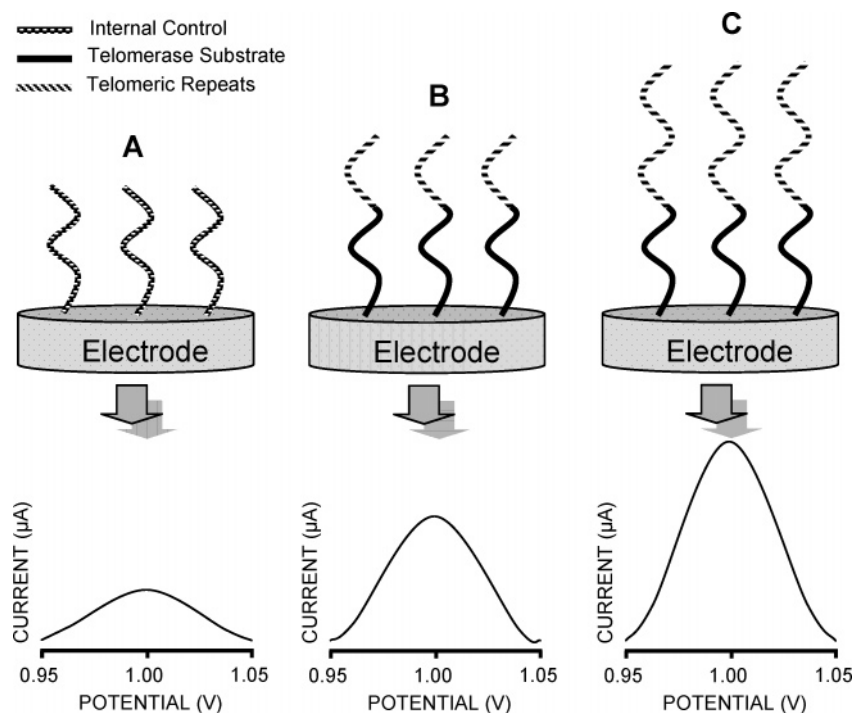 Internal Control
Telomerase Substrate
Telomeric Repeats
A
B
C
Electrode
Electrode
Electrode
CURRENT (µA)
0.95 1.00 1.05
POTENTIAL (V)
CURRENT (µA)
0.95 1.00 1.05
POTENTIAL (V)
CURRENT (µA)
0.95 1.00 1.05
POTENTIAL (V)